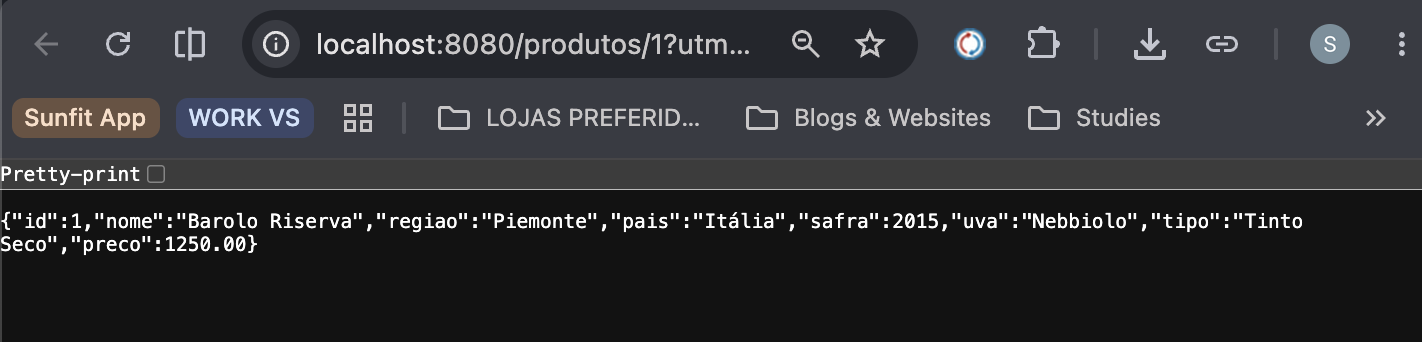 localhost:8080/produtos/1?utm...
S
Sunfit App
WORK VS
LOJAS PREFERID...
Blogs & Websites
Studies
Pretty-print
{"id":1,"nome":"Barolo Riserva","regiao":"Piemonte","pais":"Itália","safra":2015,"uva":"Nebbiolo","tipo":"Tinto
Seco","preco":1250.00}